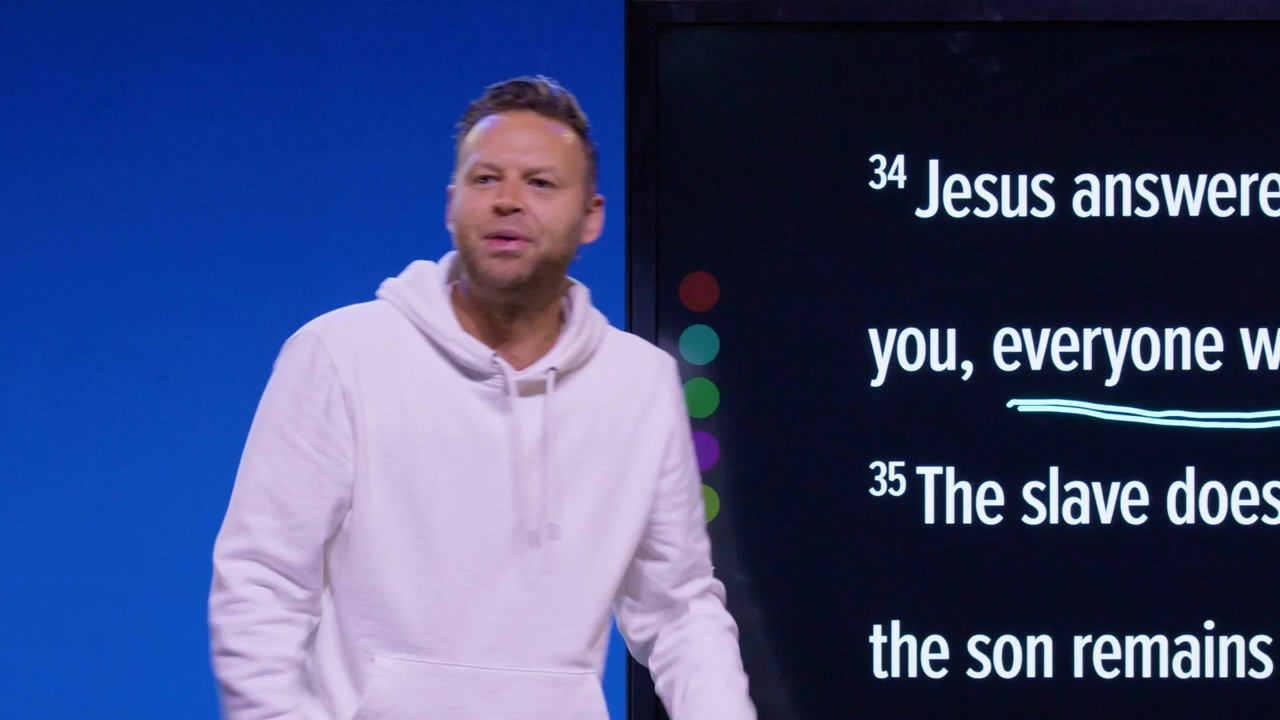 34 Jesus answere
you, everyone w
35 The slave does
the son remains